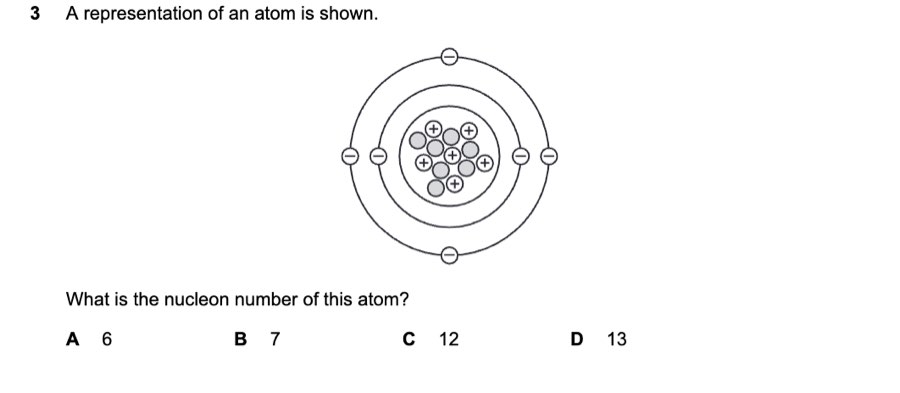 3 A representation of an atom is shown.
What is the nucleon number of this atom?
A 6 B 7 C 12 D 13